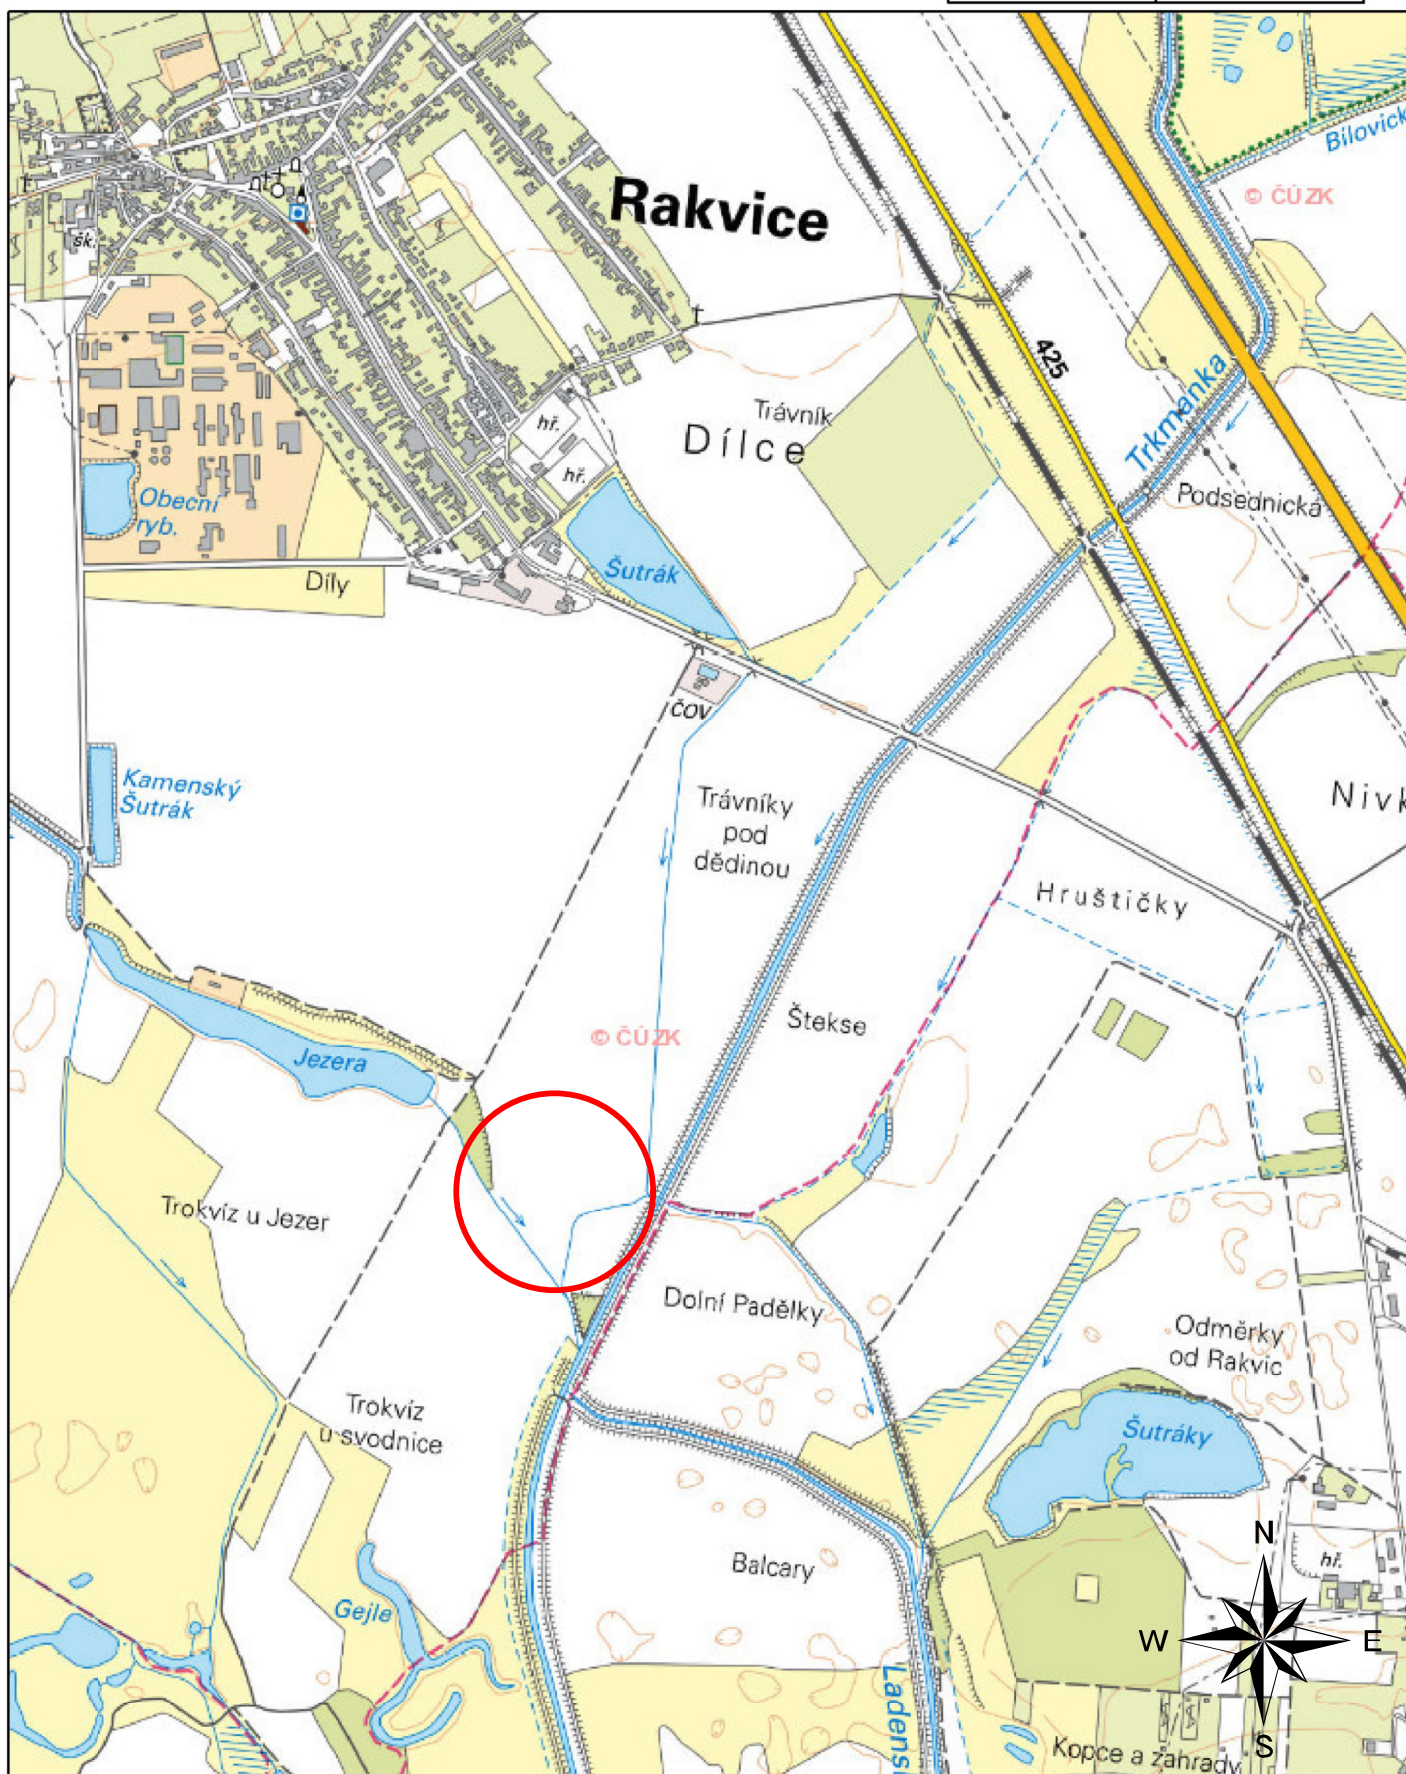 Bílovick
© ČÚZK
Rakvice
šk.
425
Trkmanka
Trávník
Dílce
hř.
hř.
Podsednická
Obecní
ryb.
Šutrák
Díly
ČOV
Kamenský
Šutrák
Trávníky
pod
dědinou
Nivk
Hruštičky
Štekse
© ČÚZK
Jezera
Trokvíz u Jezer
Dolní Padělky
Odměrky
od Rakvic
Trokvíz
u svodnice
Šutráky
Balcary
N
hř.
Gejle
W
E
S
Ladensk
Kopce a zahrady